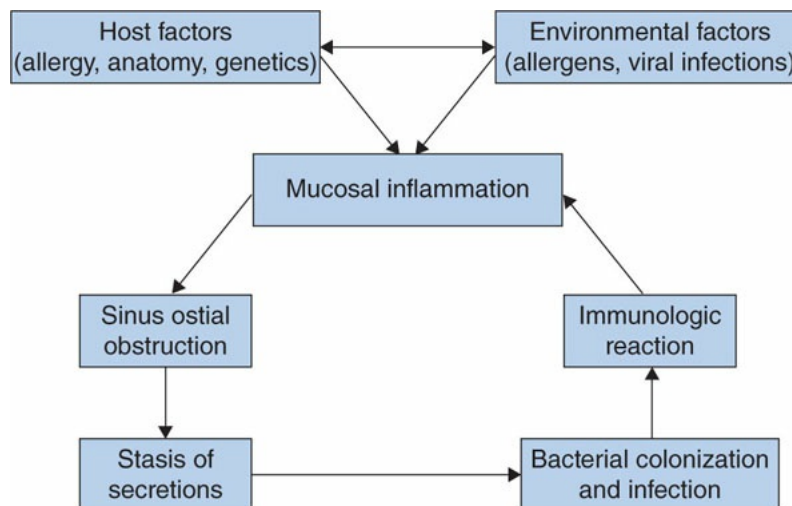 Host factors
(allergy, anatomy, genetics)
Environmental factors
(allergens, viral infections)
Mucosal inflammation
Sinus ostial
obstruction
Immunologic
reaction
Stasis of
secretions
Bacterial colonization
and infection